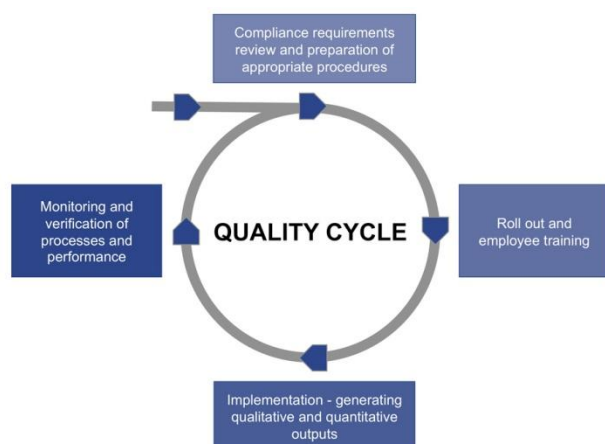 Compliance requirements
review and preparation of
appropriate procedures
Monitoring and
verification of
processes and
performance
QUALITY CYCLE
Roll out and
employee training
Implementation - generating
qualitative and quantitative
outputs